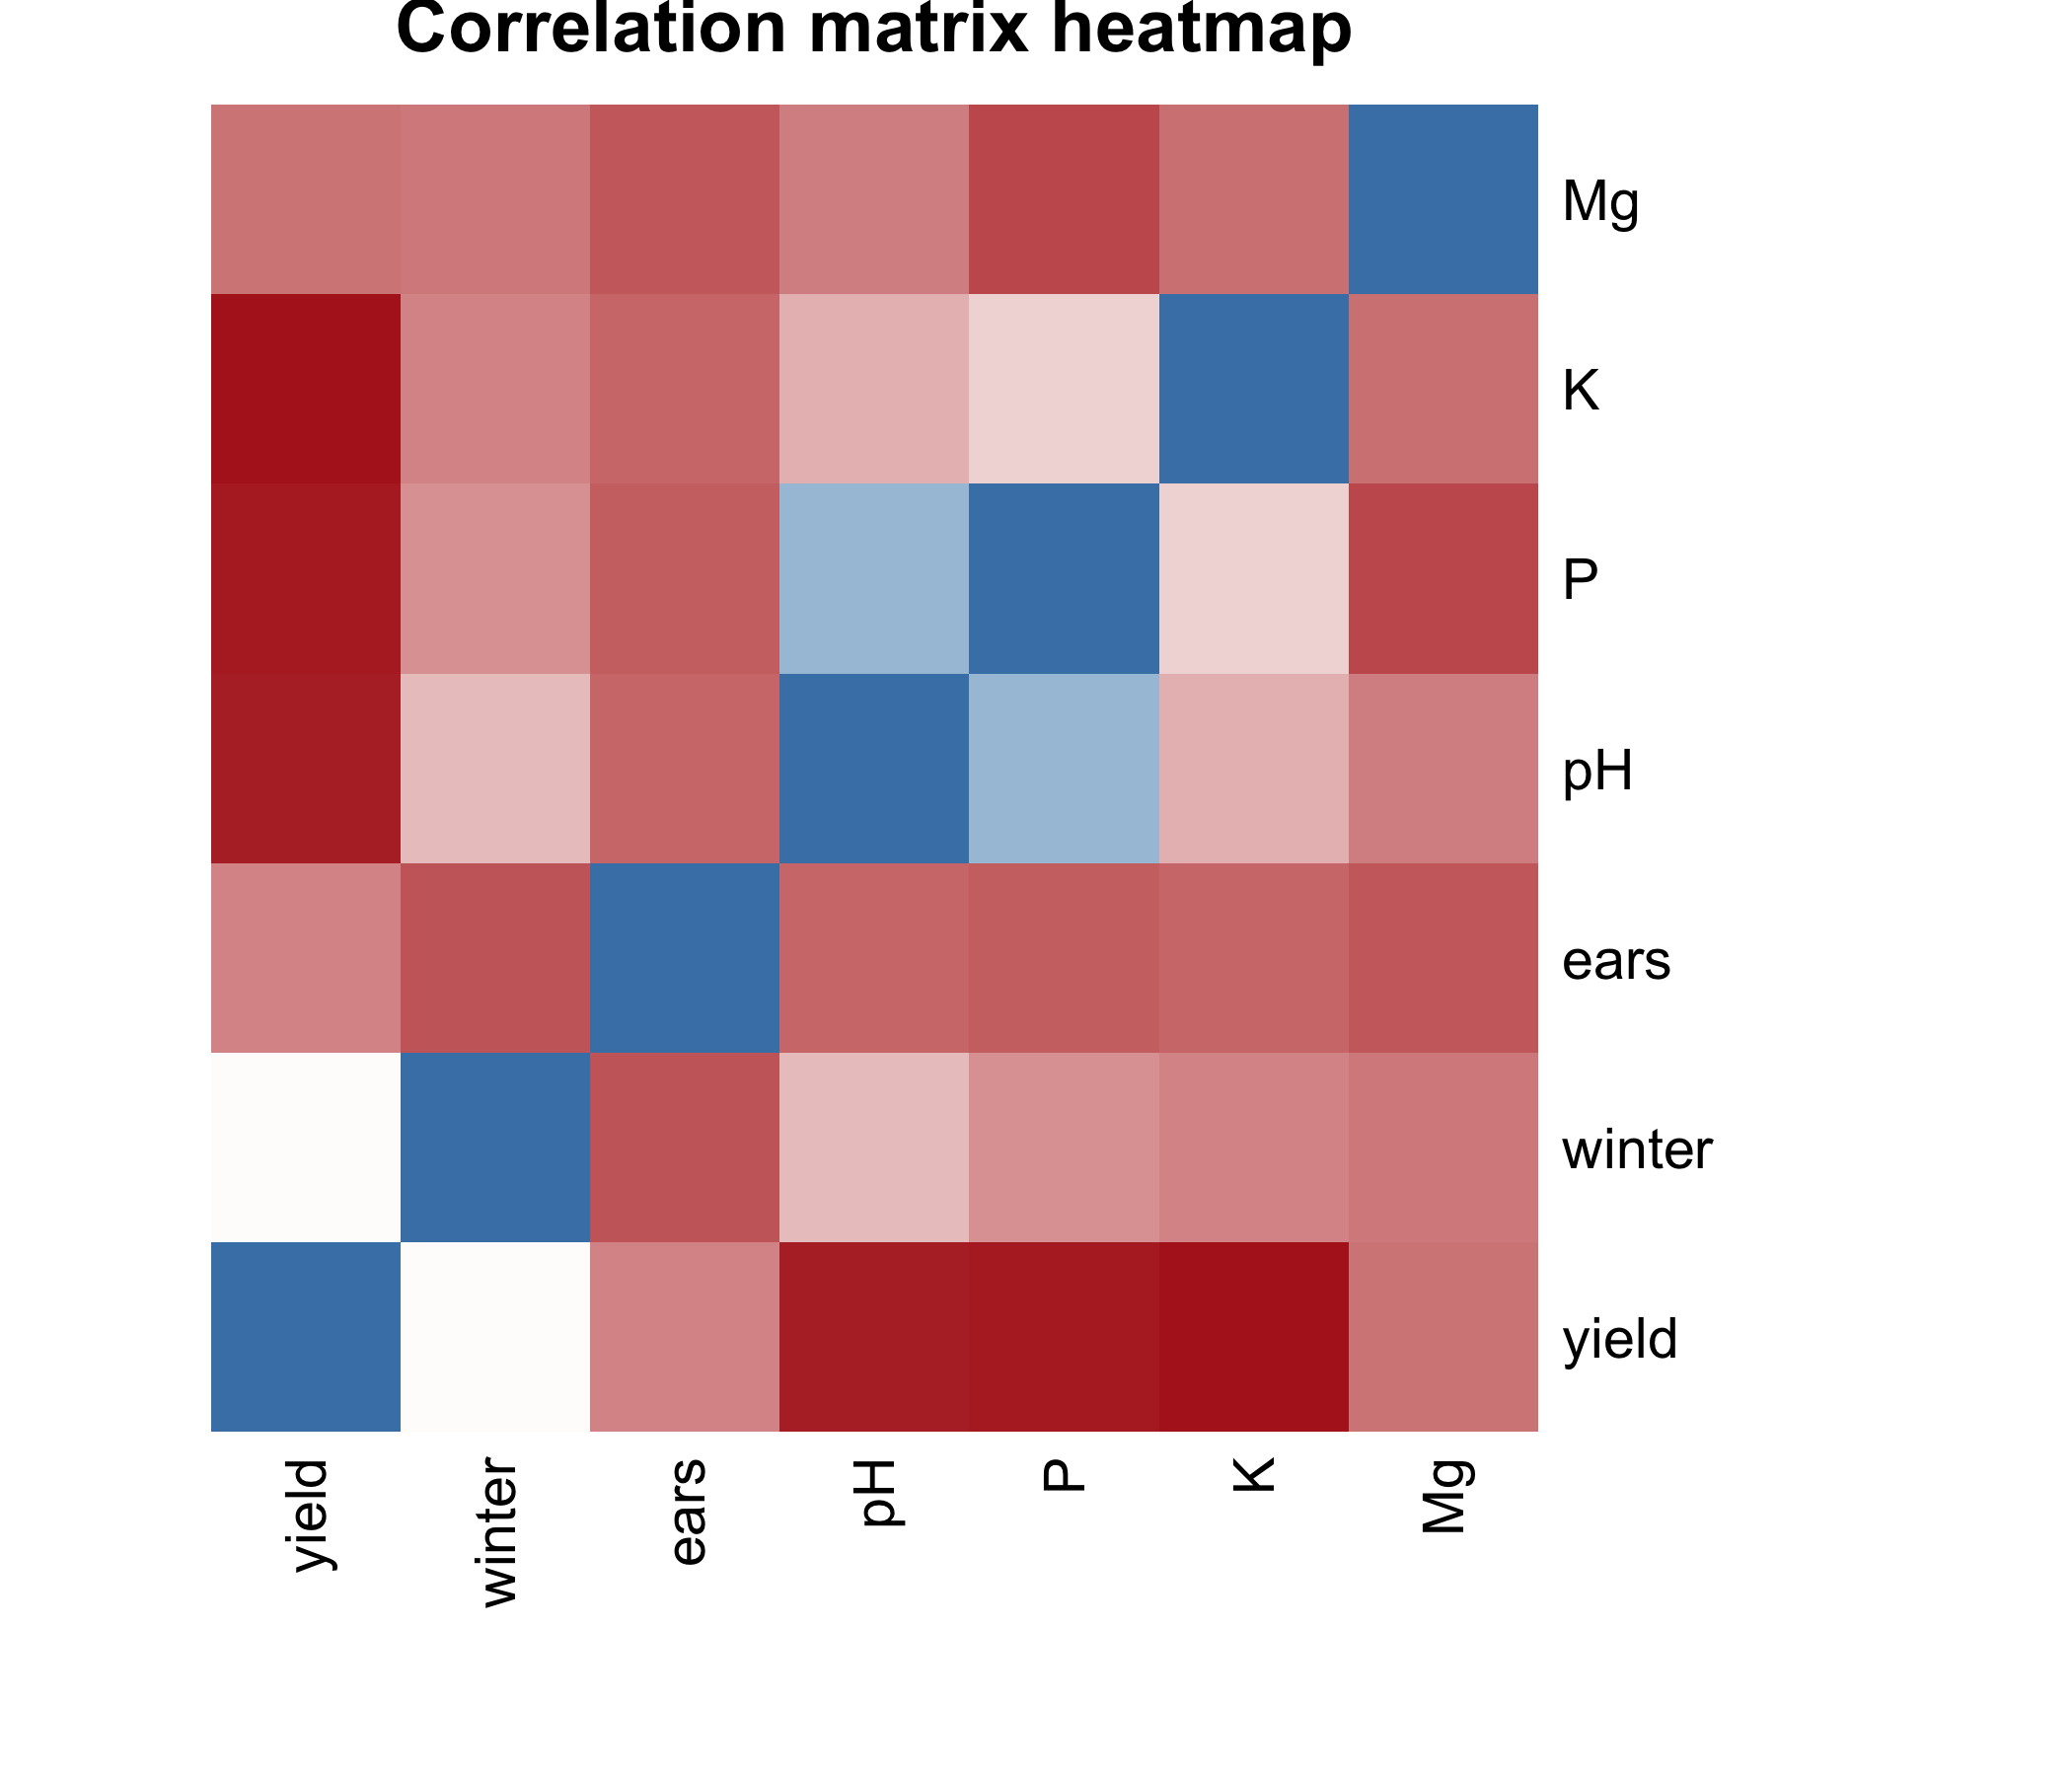 Correlation matrix heatmap
Mg
K
P
pH
ears
winter
yield
yield
winter
ears
pH
P
K
Mg